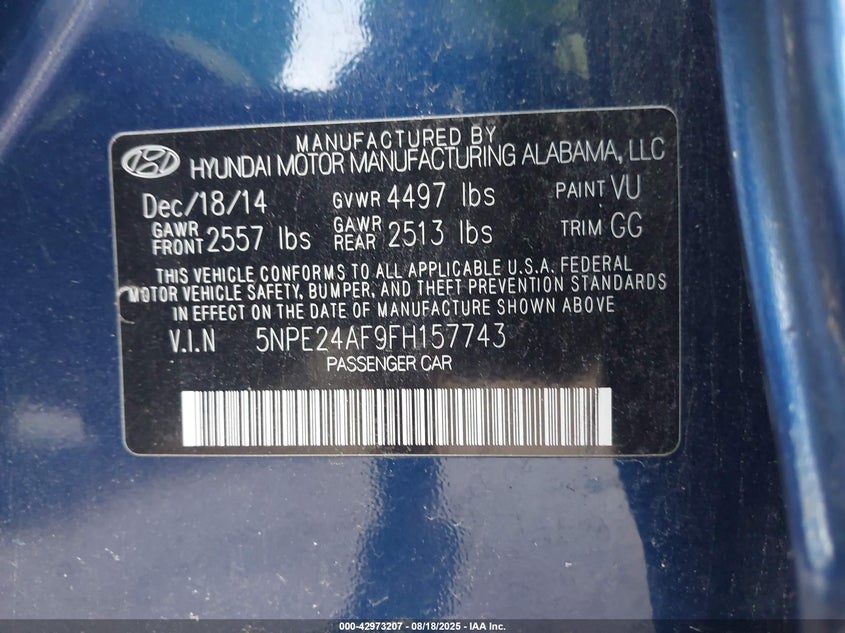 MANUFACTURED BY
HYUNDAI MOTOR MANUFACTURING ALABAMA, LLC
Dec/18/14 GVWR 4497 lbs PAINT VU
GAWR FRONT 2557 lbs GAWR REAR 2513 lbs TRIM GG
THIS VEHICLE CONFORMS TO ALL APPLICABLE U.S.A. FEDERAL
MOTOR VEHICLE SAFETY, BUMPER, AND THEFT PREVENTION STANDARDS
IN EFFECT ON THE DATE OF MANUFACTURE SHOWN ABOVE
V.I.N 5NPE24AF9FH157743
PASSENGER CAR
000-42973207 - 08/18/2025 - IAA Inc.